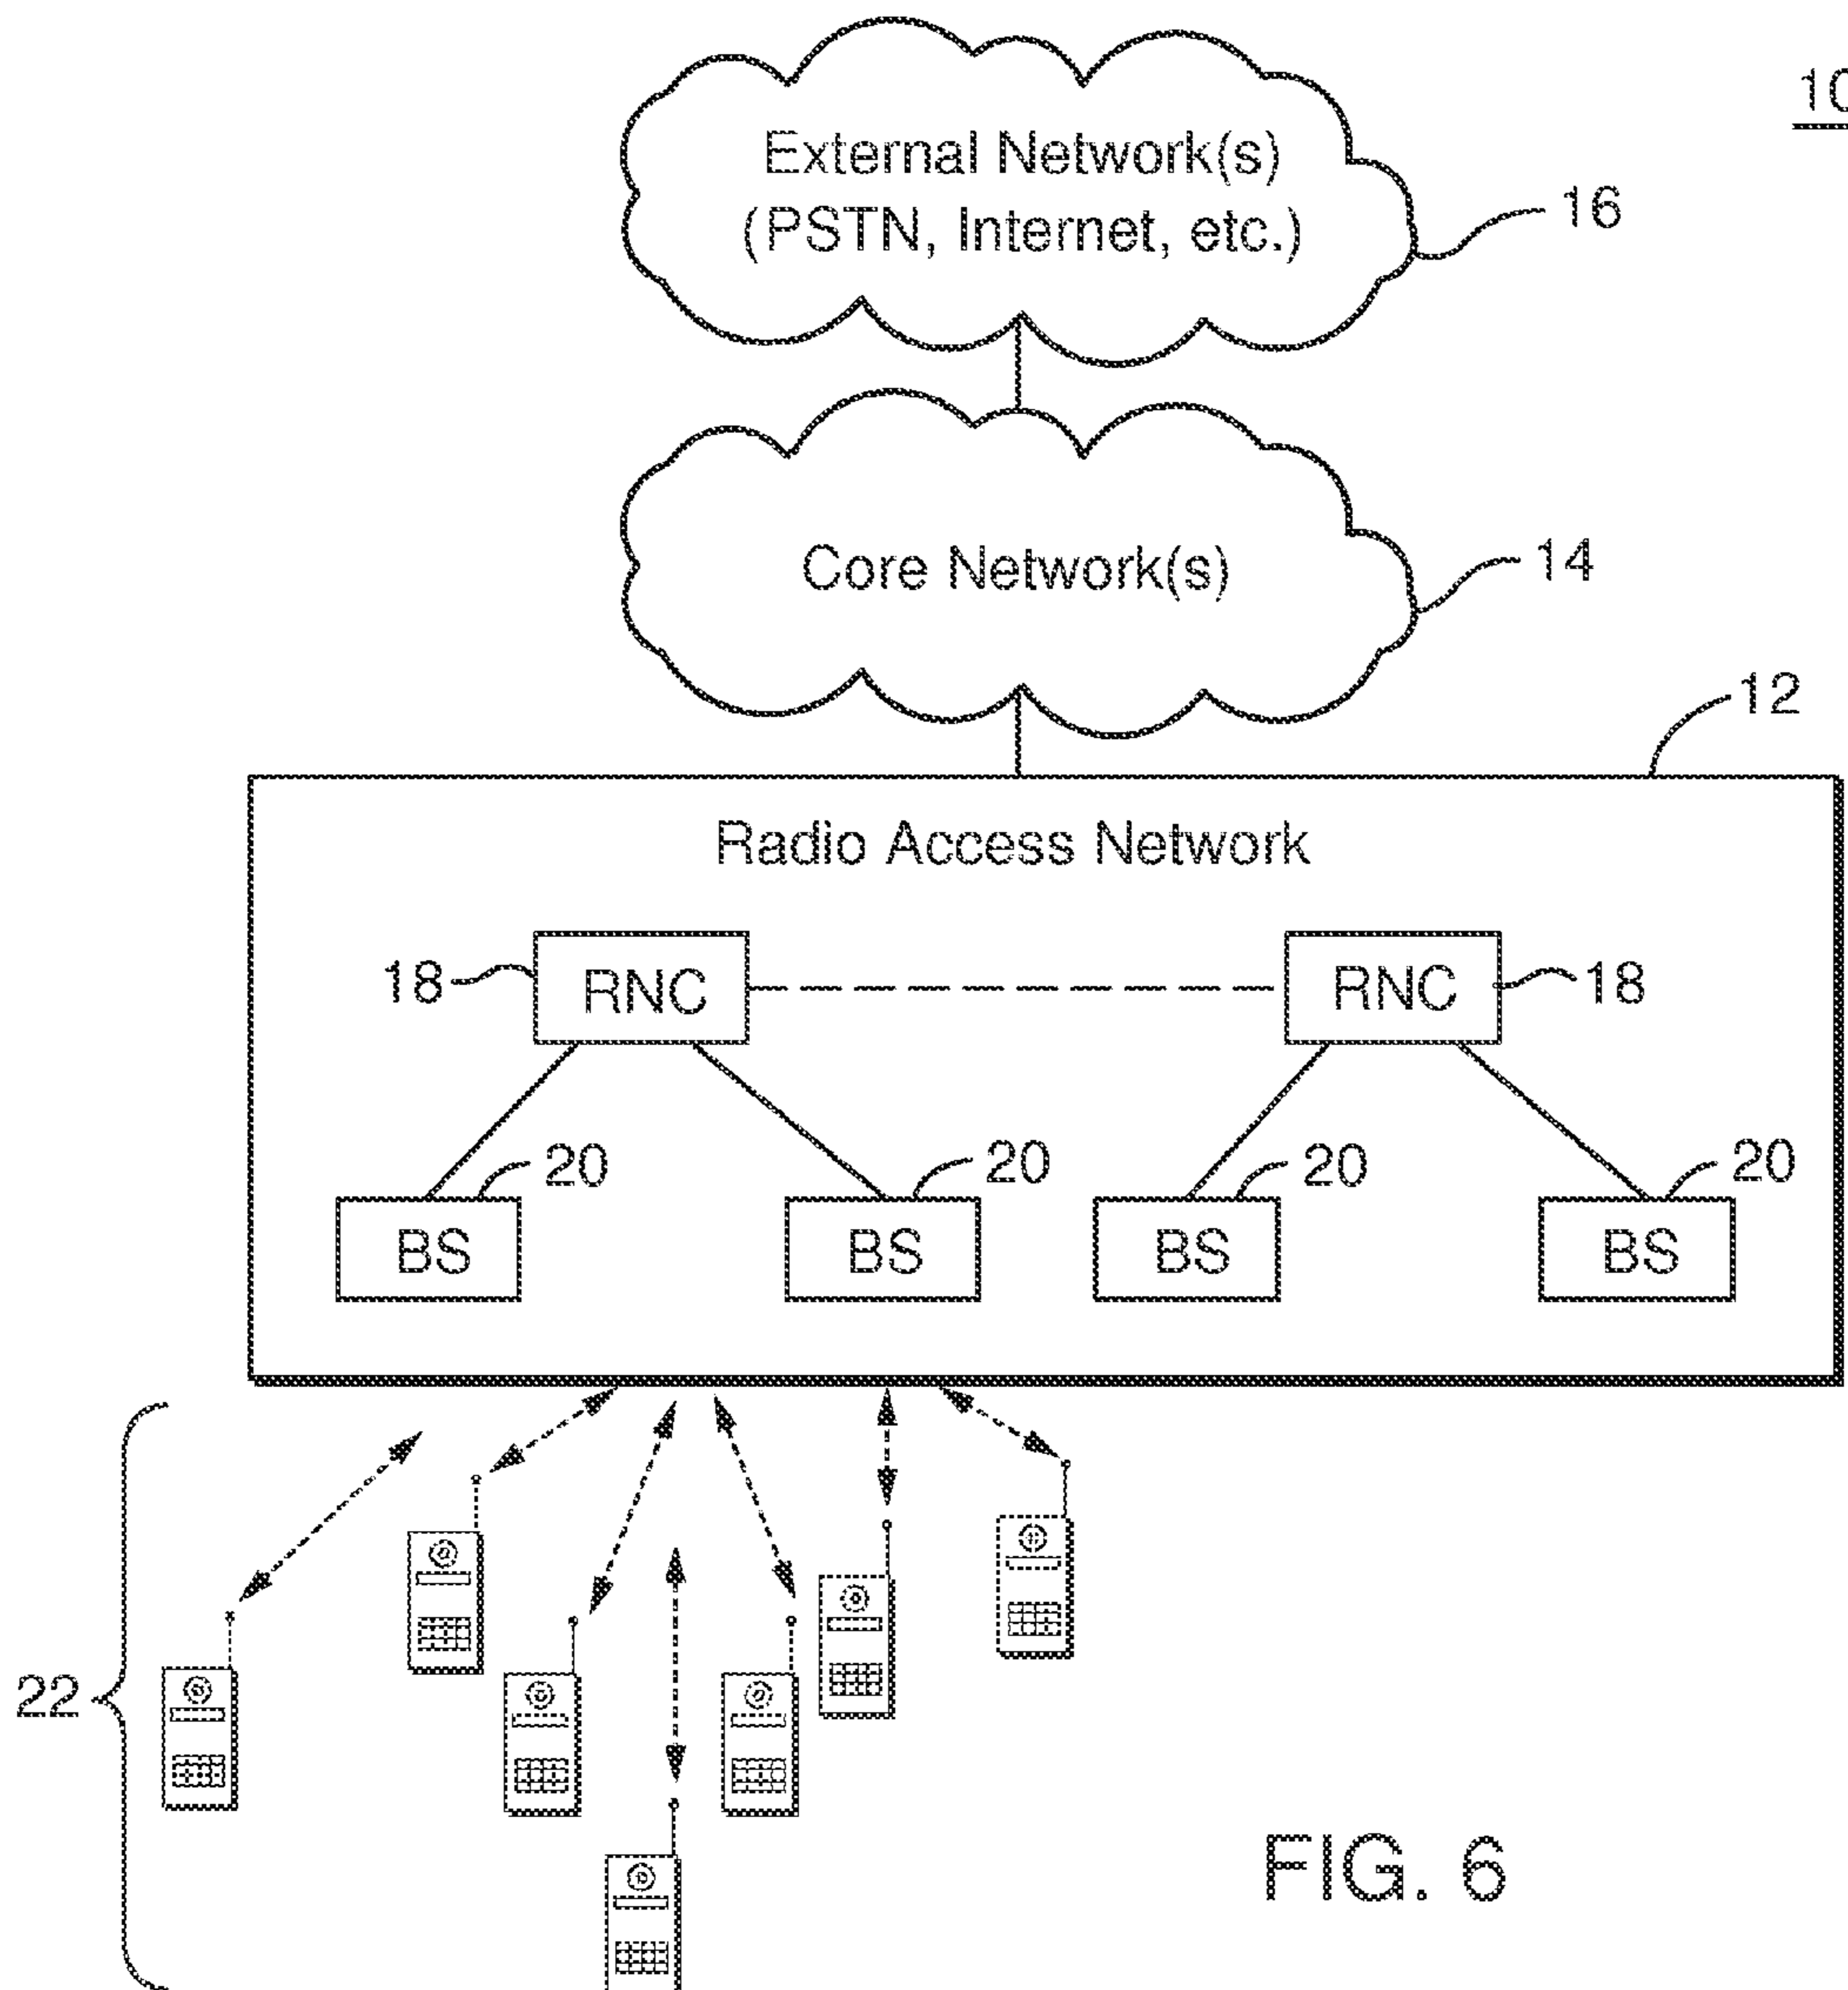 10
External Network(s)
(PSTN, Internet, etc.)
16
Core Network(s)
14
12
Radio Access Network
18
RNC
RNC
18
20
20
20
20
BS
BS
BS
BS
22
FIG. 6